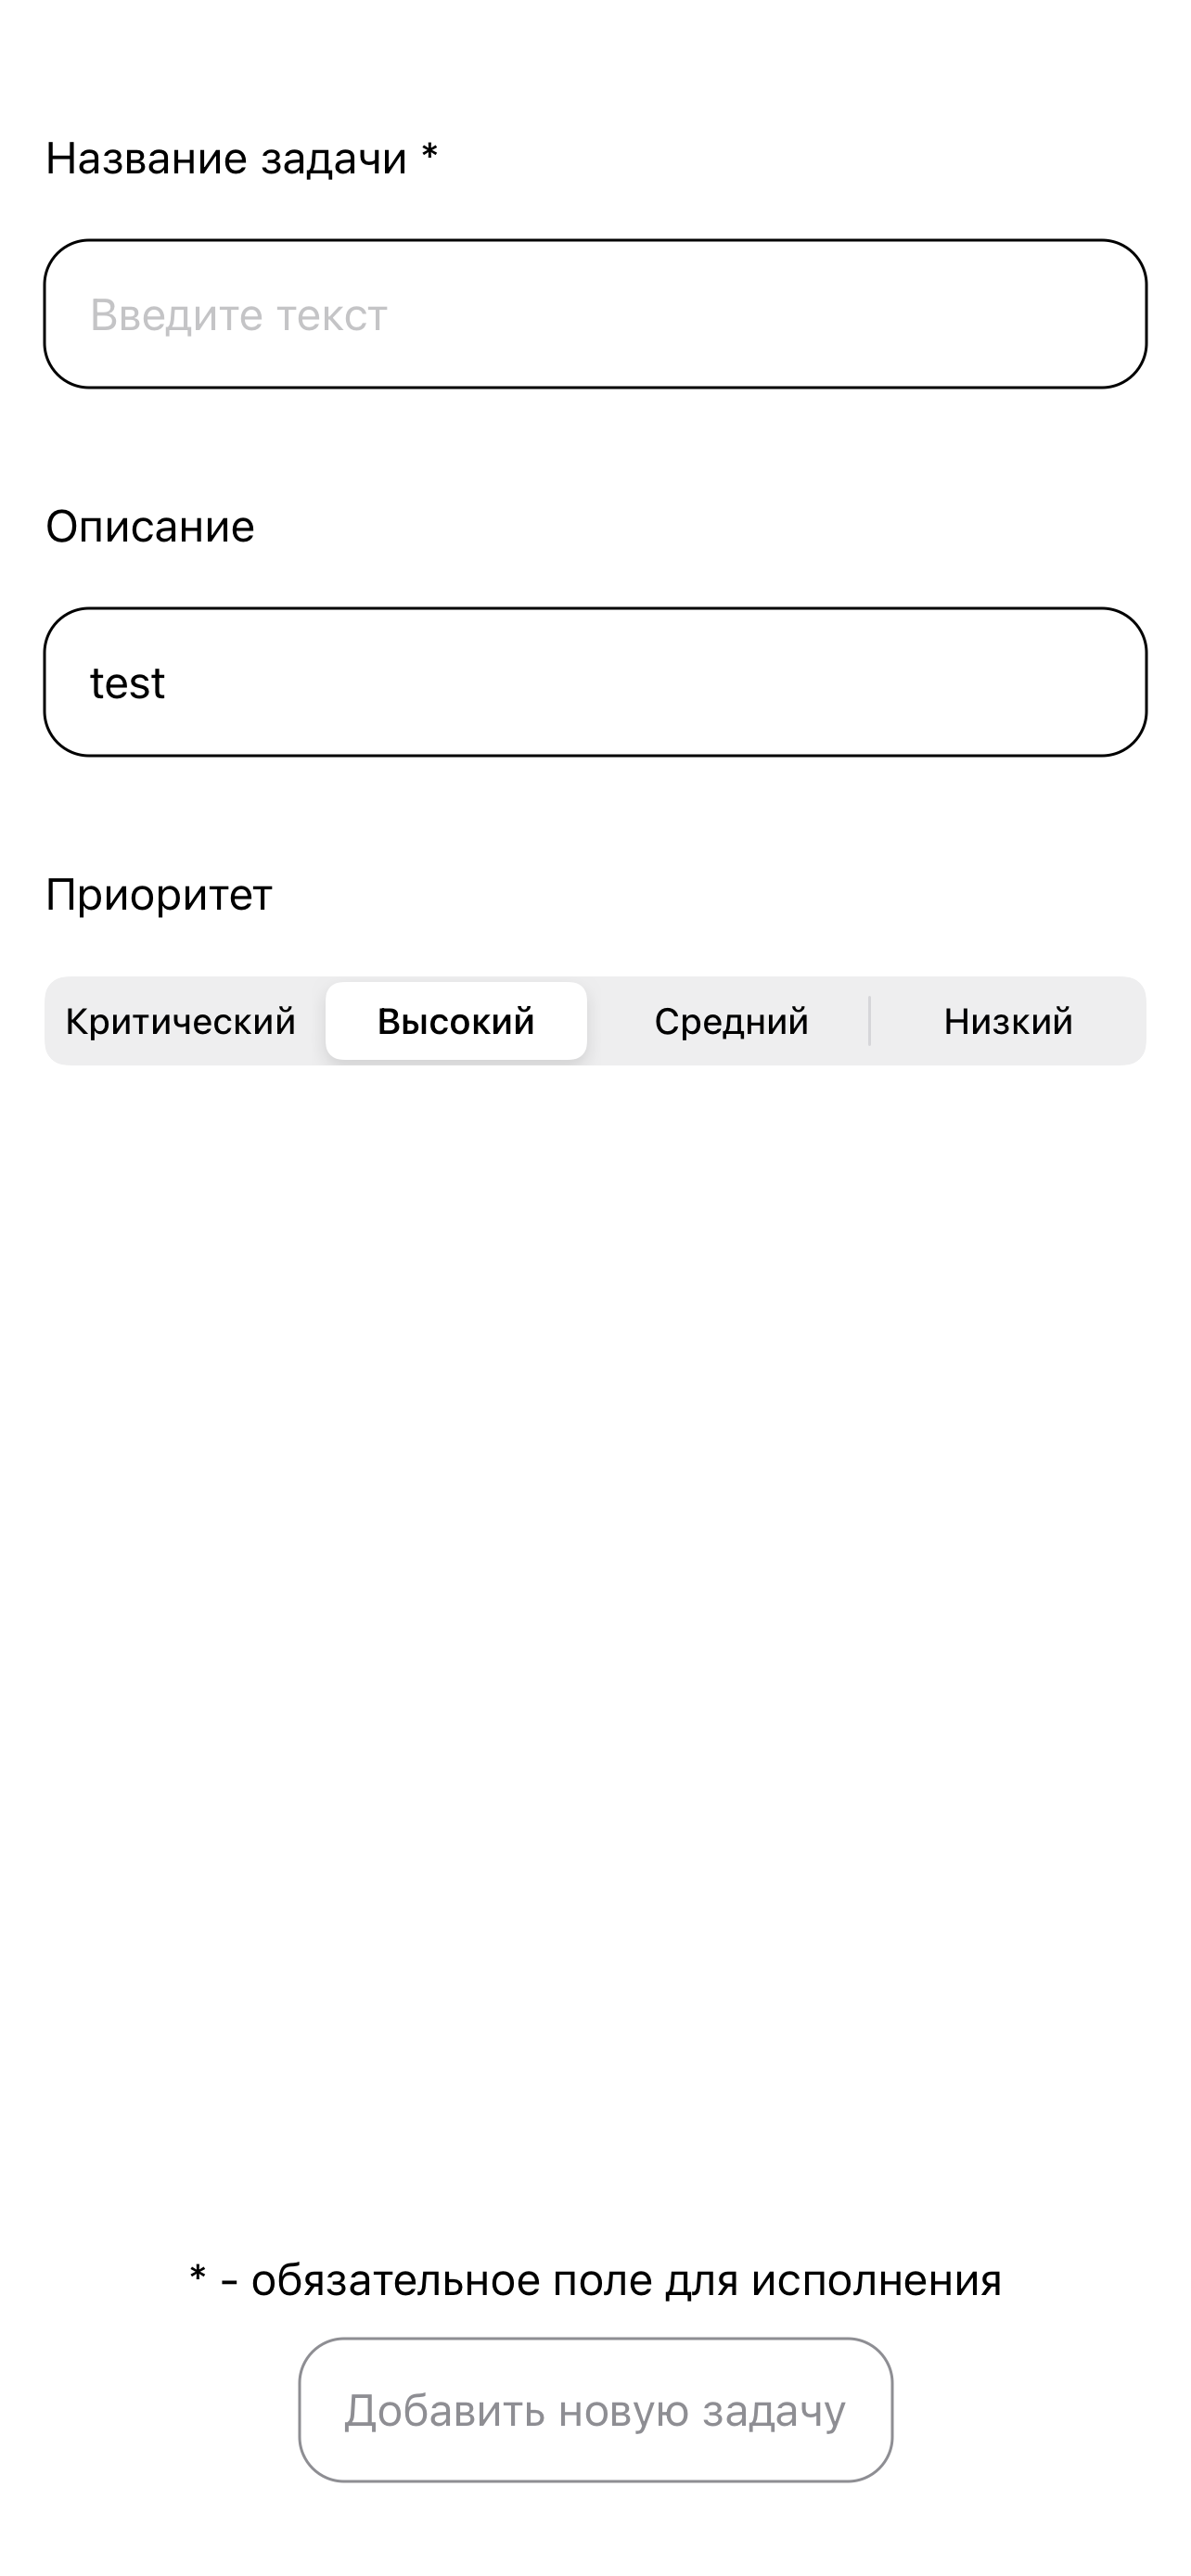 Название задачи *
Введите текст
Описание
test
Приоритет
Критический Высокий Средний Низкий
* - обязательное поле для исполнения
Добавить новую задачу